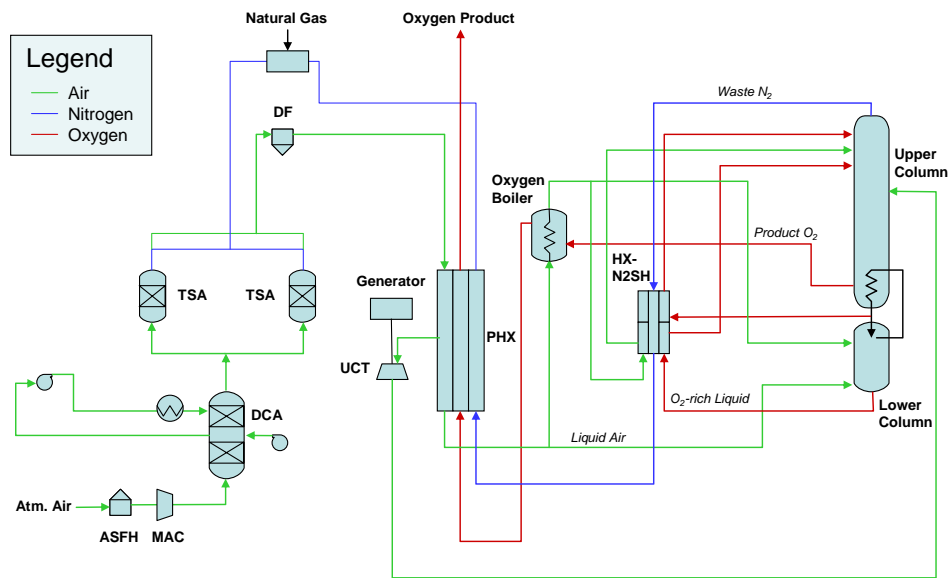 Natural Gas
Oxygen Product
Legend
Air
Nitrogen
Oxygen
DF
Waste N₂
Upper
Column
Oxygen
Boiler
Product O₂
HX-
N2SH
TSA
TSA
Generator
PHX
UCT
DCA
O₂-rich Liquid
Lower
Column
Liquid Air
Atm. Air
ASFH
MAC